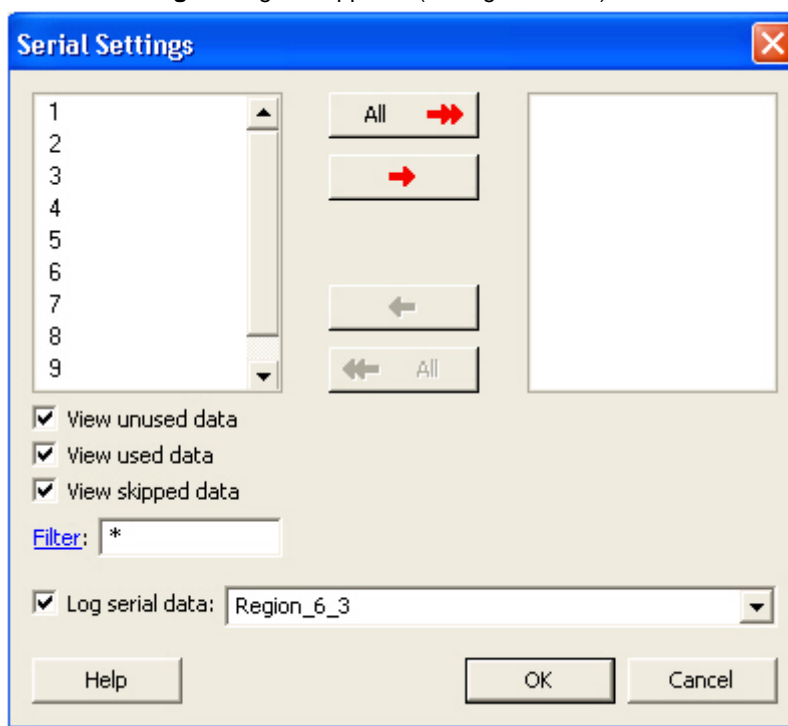 Serial Settings
1
2
3
4
5
6
7
8
9
All
All
View unused data
View used data
View skipped data
Filter: *
Log serial data: Region_6_3
Help
OK
Cancel